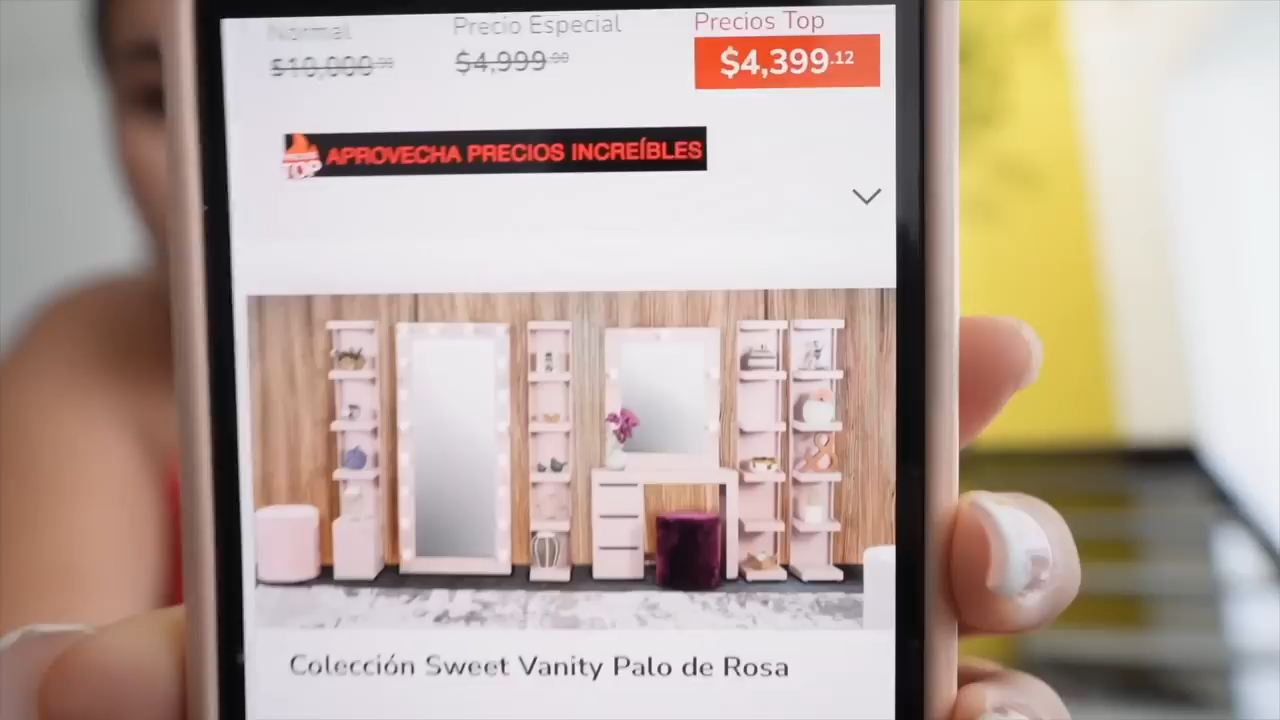 Normal
Precio Especial
Precios Top
$10,000.00
$4,999.00
$4,399.12
TOP
APROVECHA PRECIOS INCREÍBLES
Colección Sweet Vanity Palo de Rosa